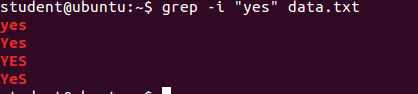 student@ubuntu:~$ grep -i "yes" data.txt
yes
Yes
YES
YeS
student@ubuntu:~$